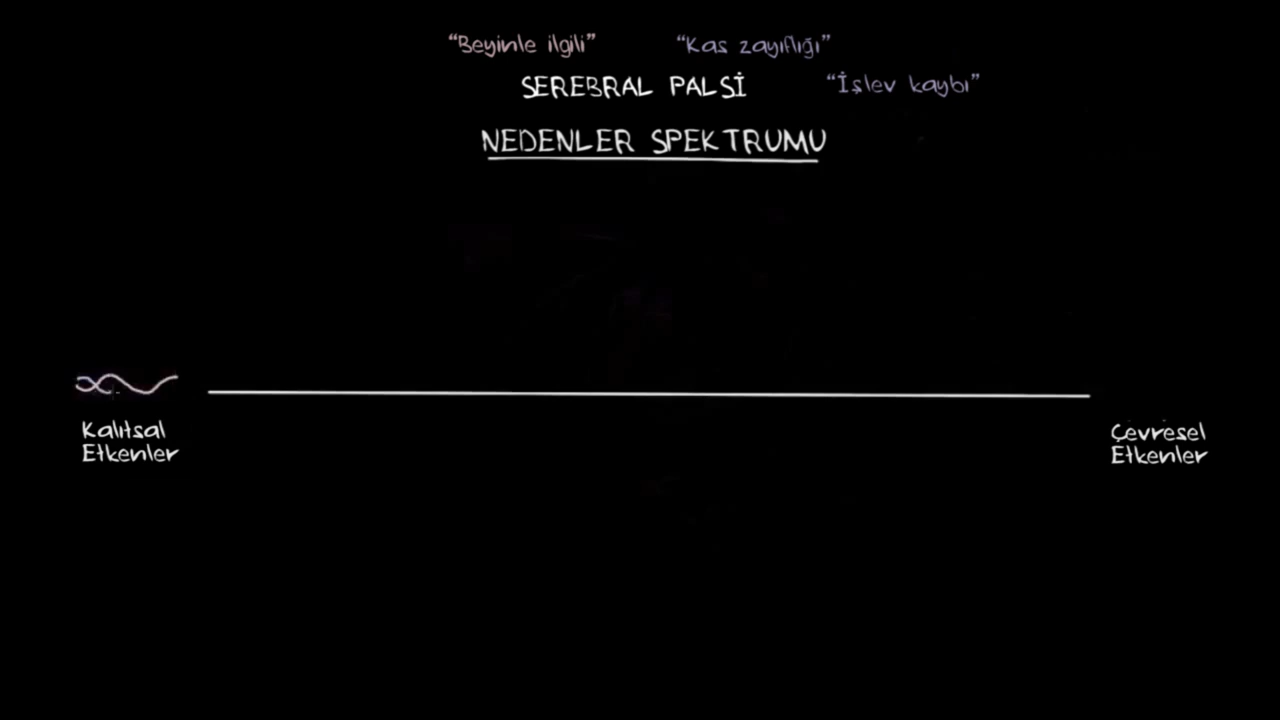 “Beyinle ilgili” “Kas zayıflığı”
SEREBRAL PALSİ “İşlev kaybı”
NEDENLER SPEKTRUMU
Kalıtsal
Etkenler
Çevresel
Etkenler